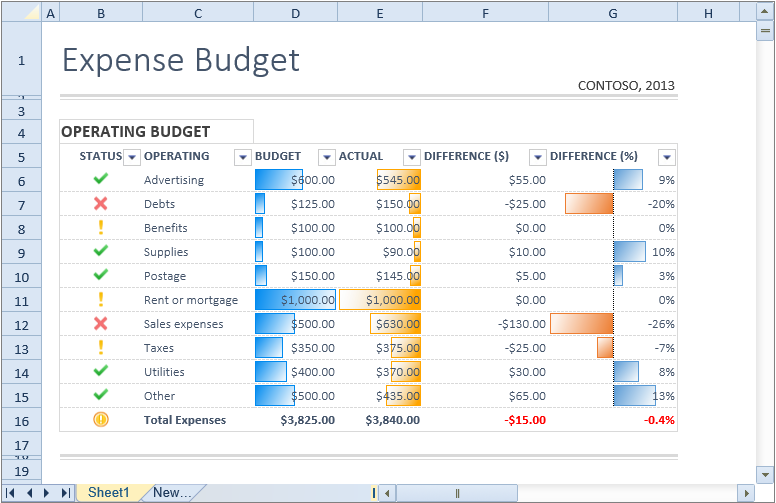 A B C D E F G H
1 Expense Budget
CONTOSO, 2013
3
4 OPERATING BUDGET
5 STATUS OPERATING BUDGET ACTUAL DIFFERENCE ($) DIFFERENCE (%)
6 Advertising $600.00 $545.00 $55.00 9%
7 Debts $125.00 $150.00 -$25.00 -20%
8 Benefits $100.00 $100.00 $0.00 0%
9 Supplies $100.00 $90.00 $10.00 10%
10 Postage $150.00 $145.00 $5.00 3%
11 Rent or mortgage $1,000.00 $1,000.00 $0.00 0%
12 Sales expenses $500.00 $630.00 -$130.00 -26%
13 Taxes $350.00 $375.00 -$25.00 -7%
14 Utilities $400.00 $370.00 $30.00 8%
15 Other $500.00 $435.00 $65.00 13%
16 Total Expenses $3,825.00 $3,840.00 -$15.00 -0.4%
17
19
Sheet1 New...